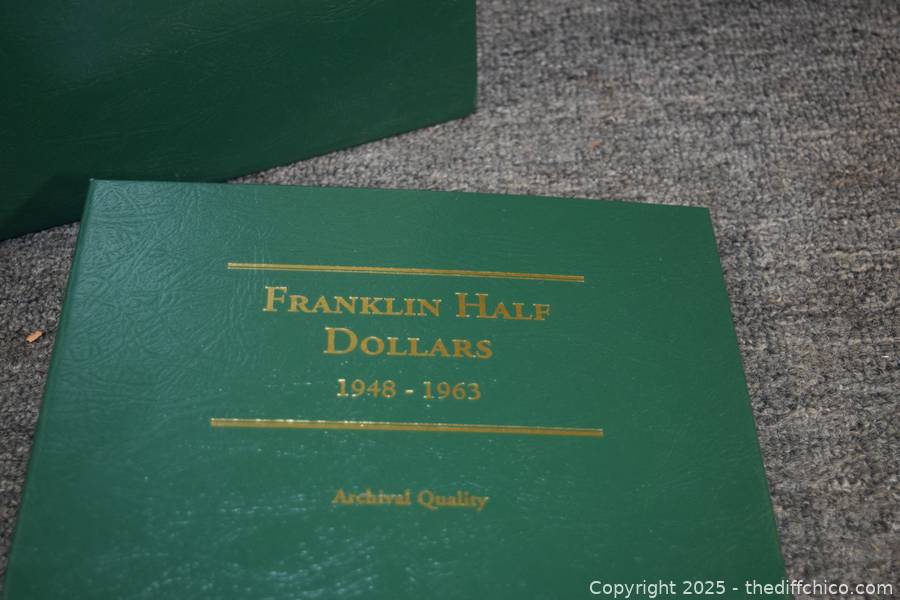 Franklin Half
Dollars
1948 - 1963
Archival Quality
Copyright 2025 - thediffchico.com